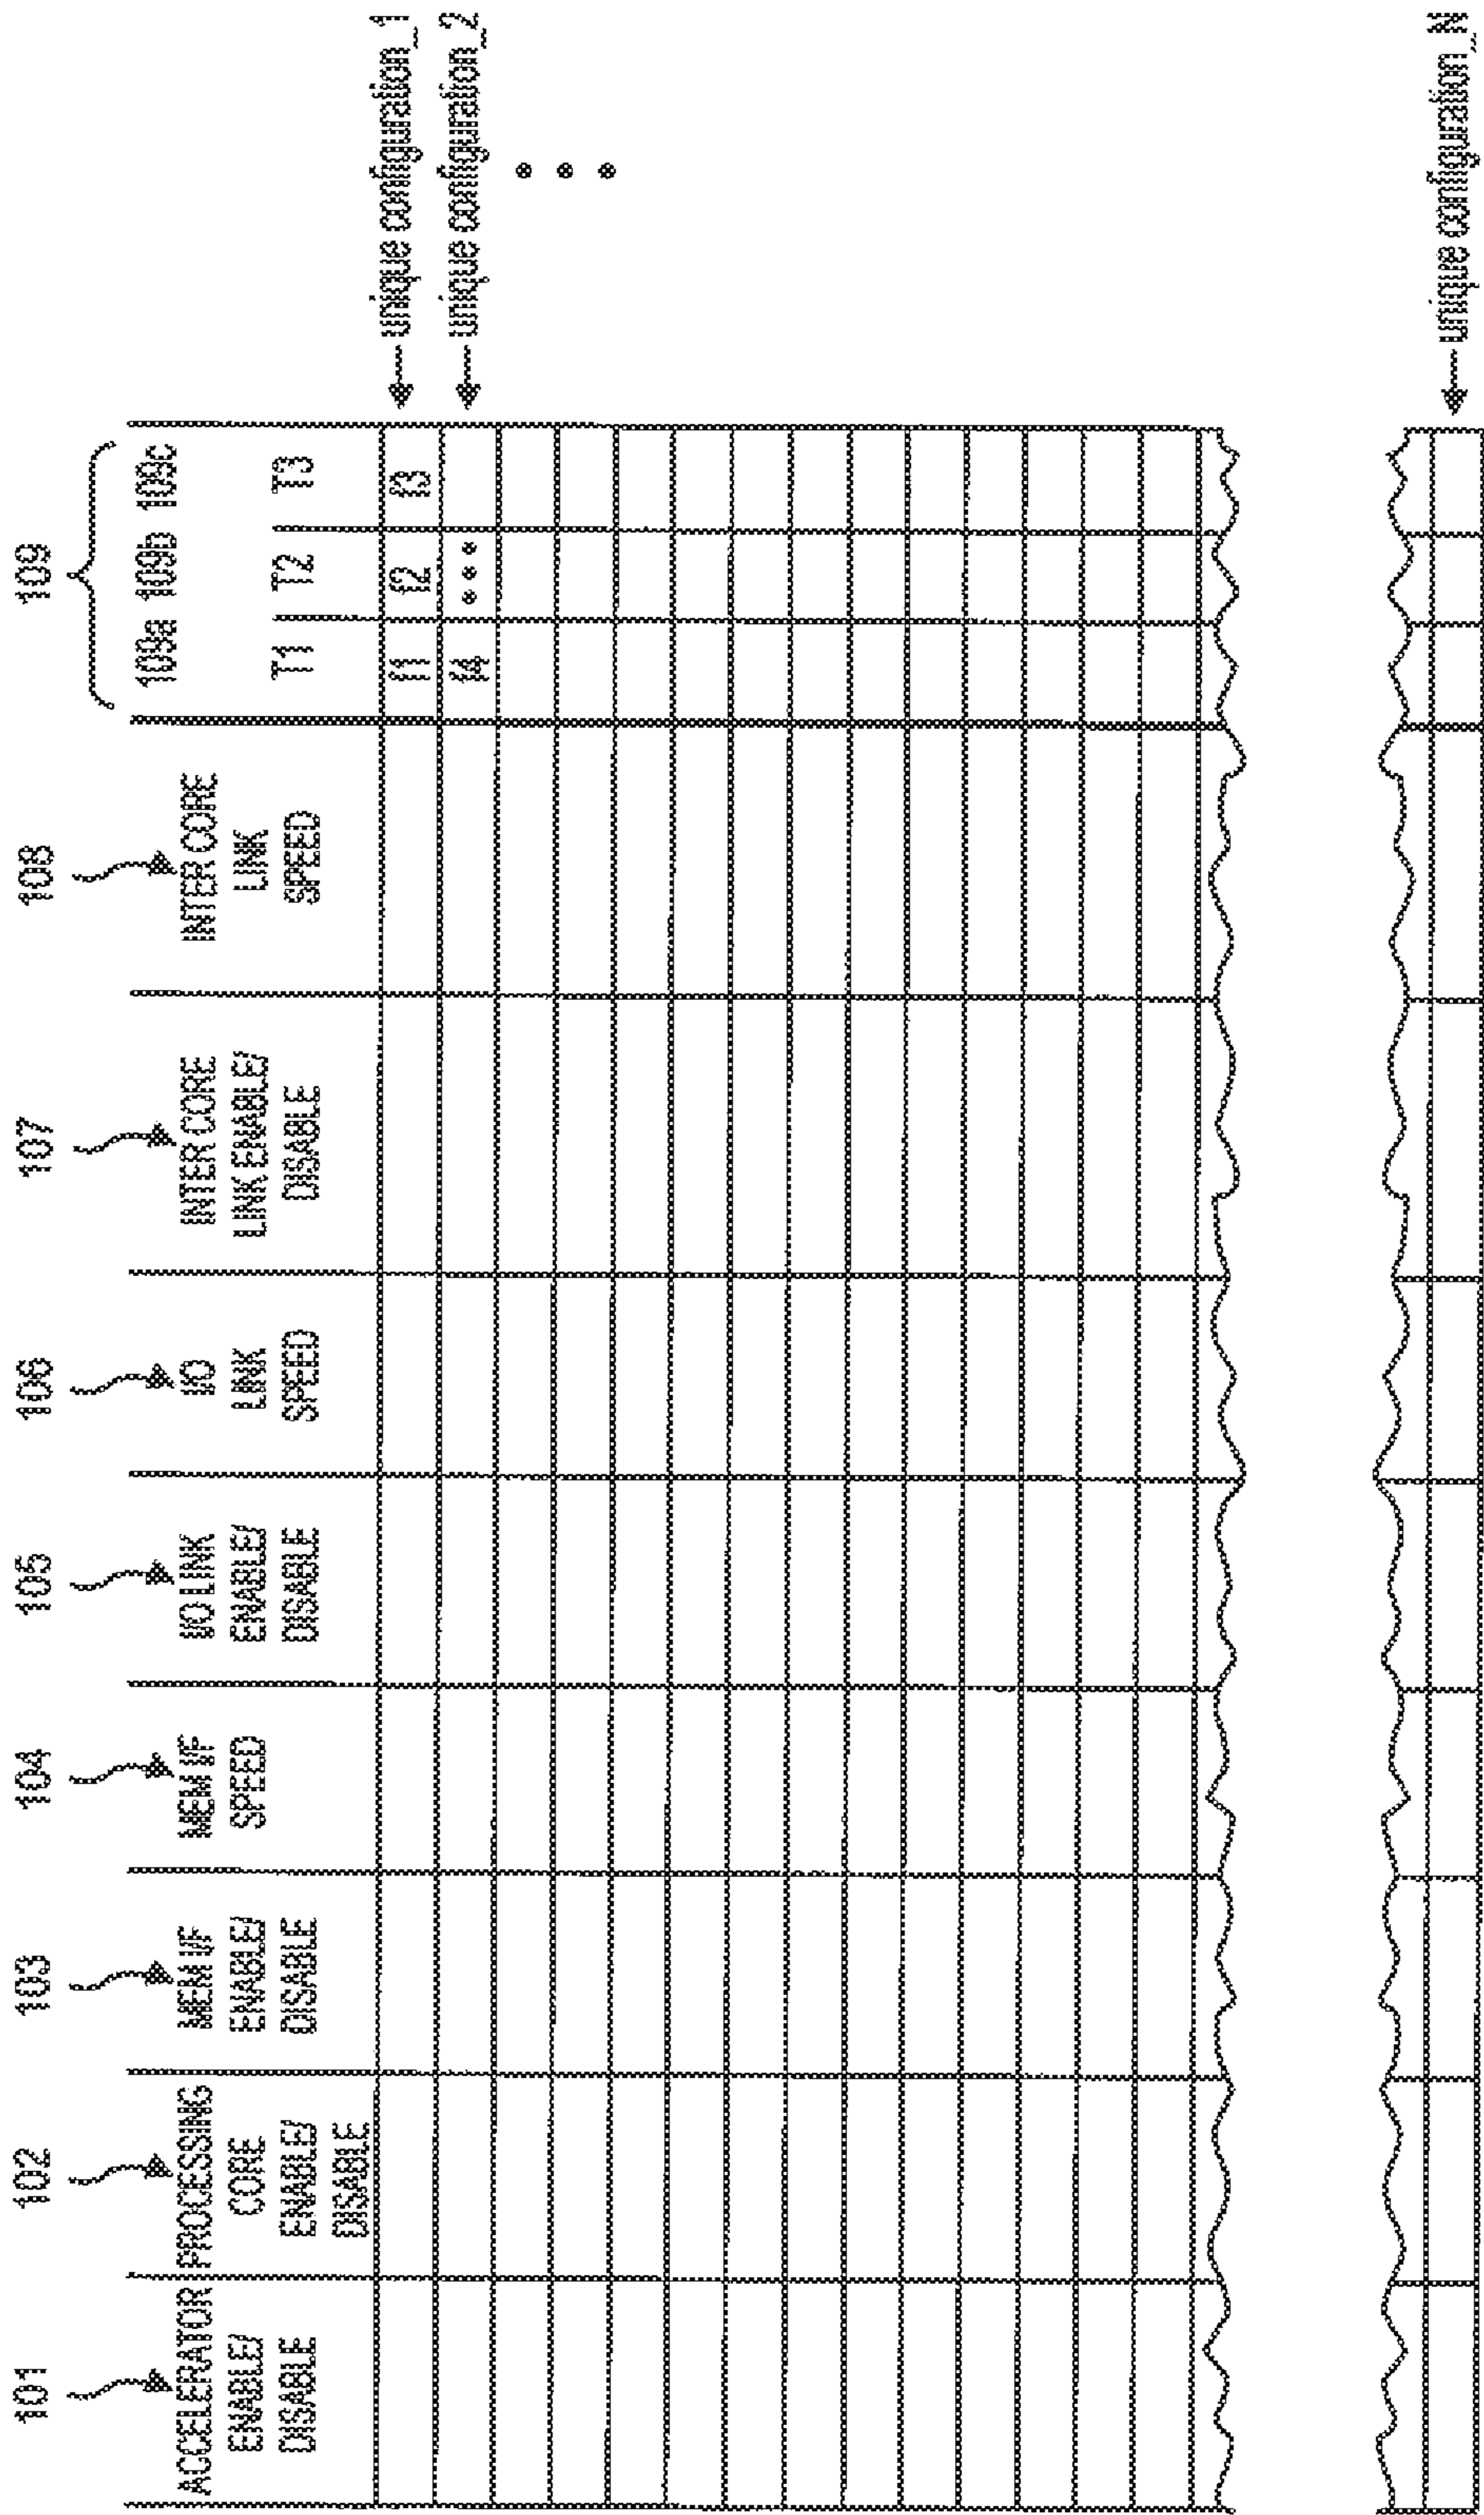 101
102
103
104
105
106
107
108
109
ACCELERATOR
ENABLE/
DISABLE
PROCESSING
CORE
ENABLE/
DISABLE
MEM I/F
ENABLE/
DISABLE
MEM I/F
SPEED
I/O LINK
ENABLE/
DISABLE
I/O
LINK
SPEED
INTER CORE
LINK ENABLE/
DISABLE
INTER CORE
LINK
SPEED
109a 109b 109c
T1 T2 T3
f1 f2 f3
unique configuration_1
f4 •••
unique configuration_2
•••
unique configuration_N